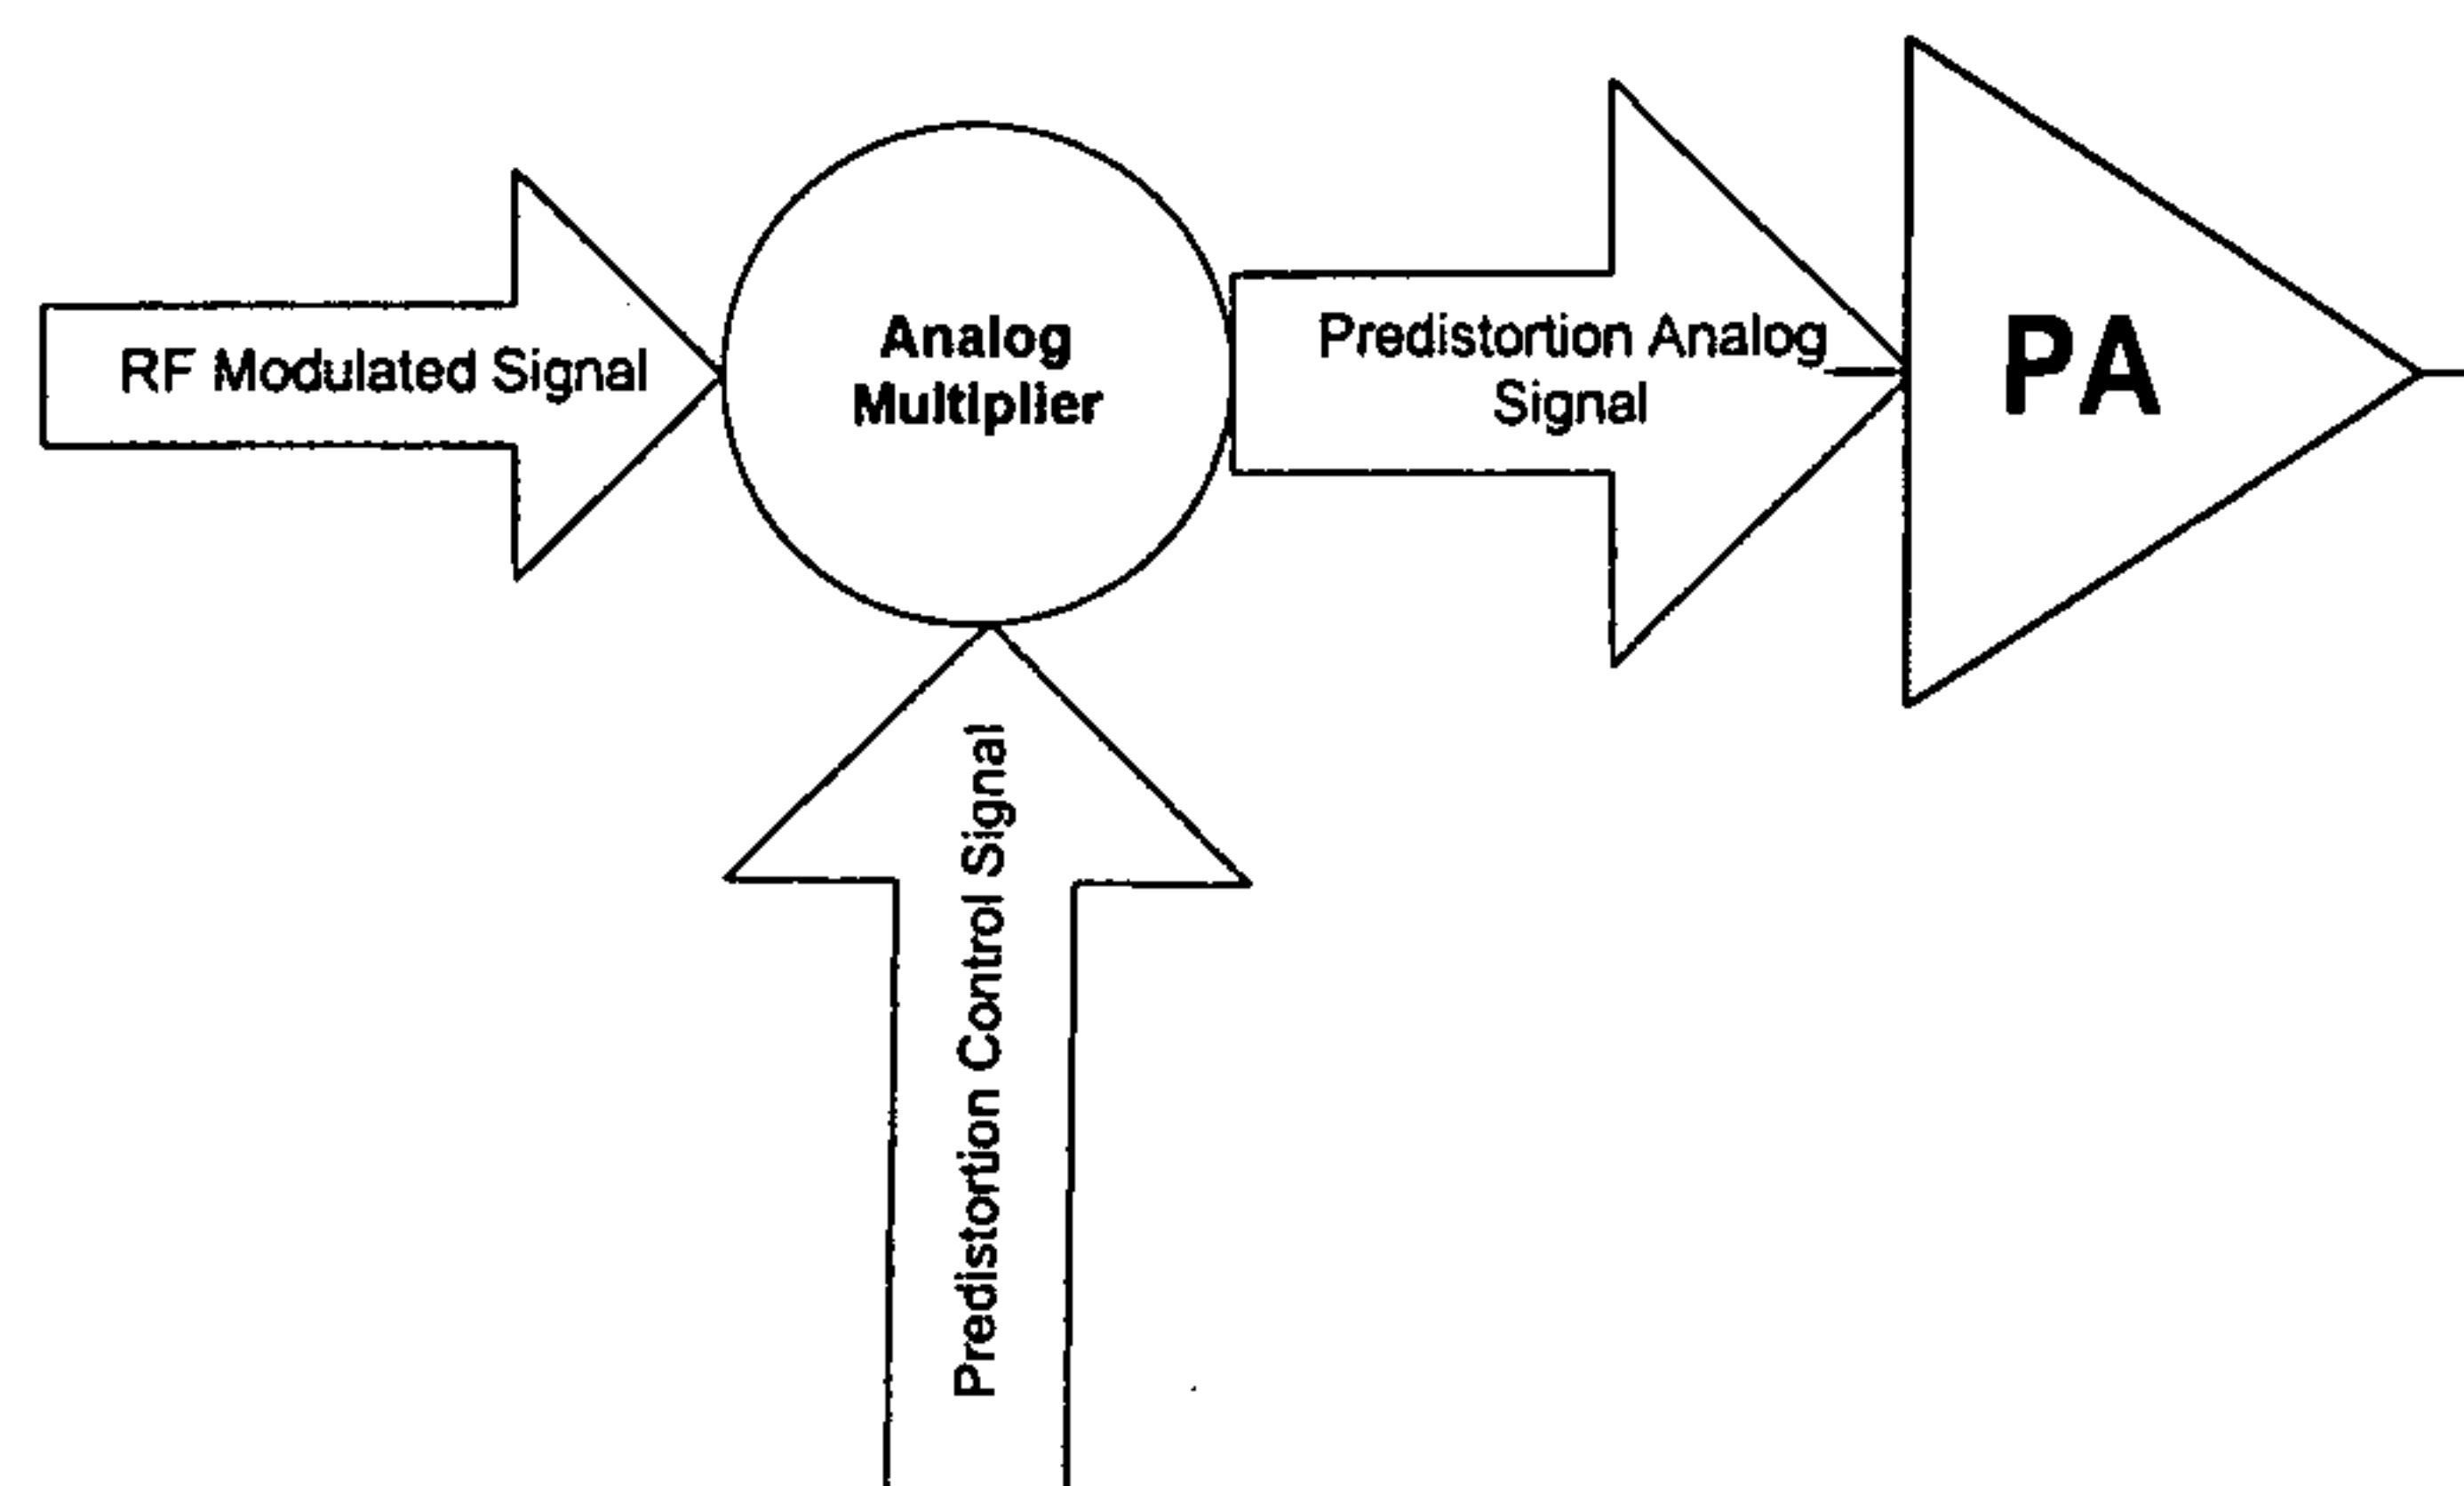 RF Modulated Signal
Analog
Multiplier
Predistortion Analog
Signal
PA
Predistortion Control Signal